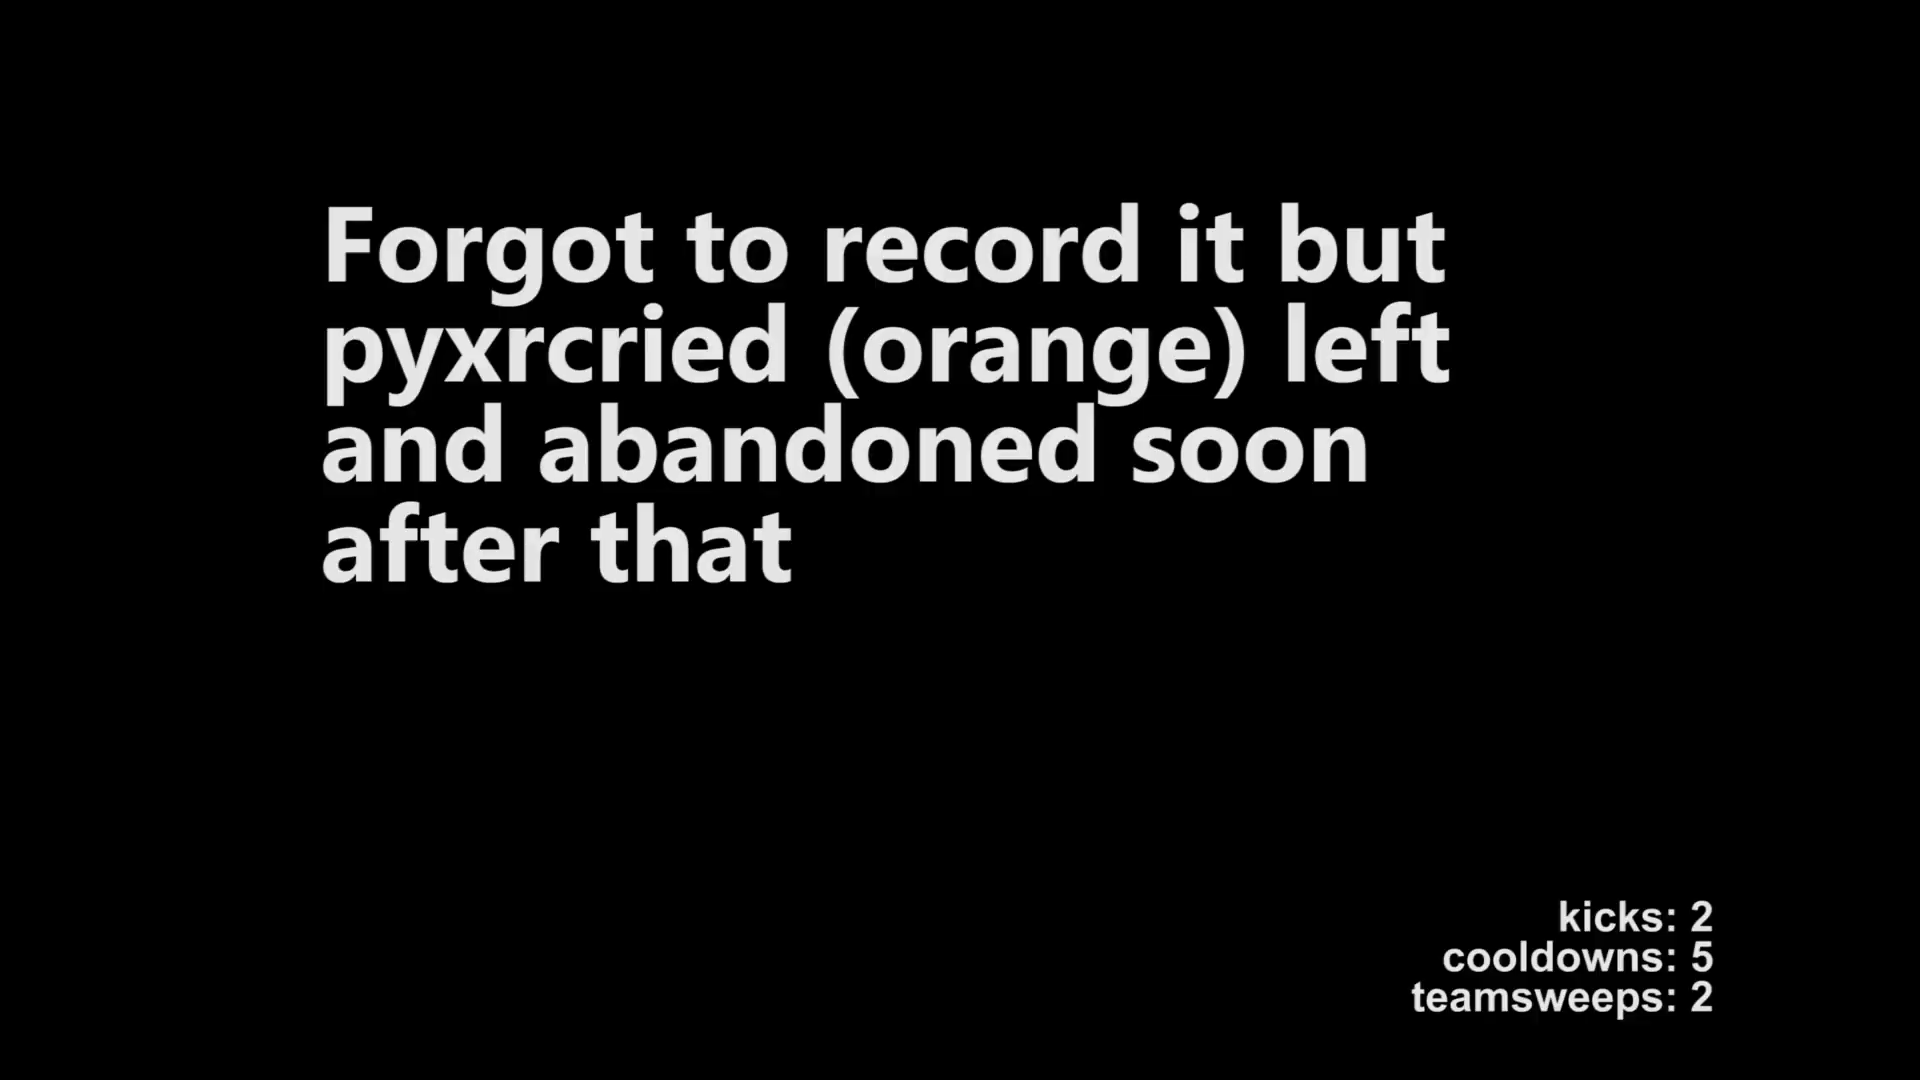 Forgot to record it but
pyxrcried (orange) left
and abandoned soon
after that
kicks: 2
cooldowns: 5
teamsweeps: 2